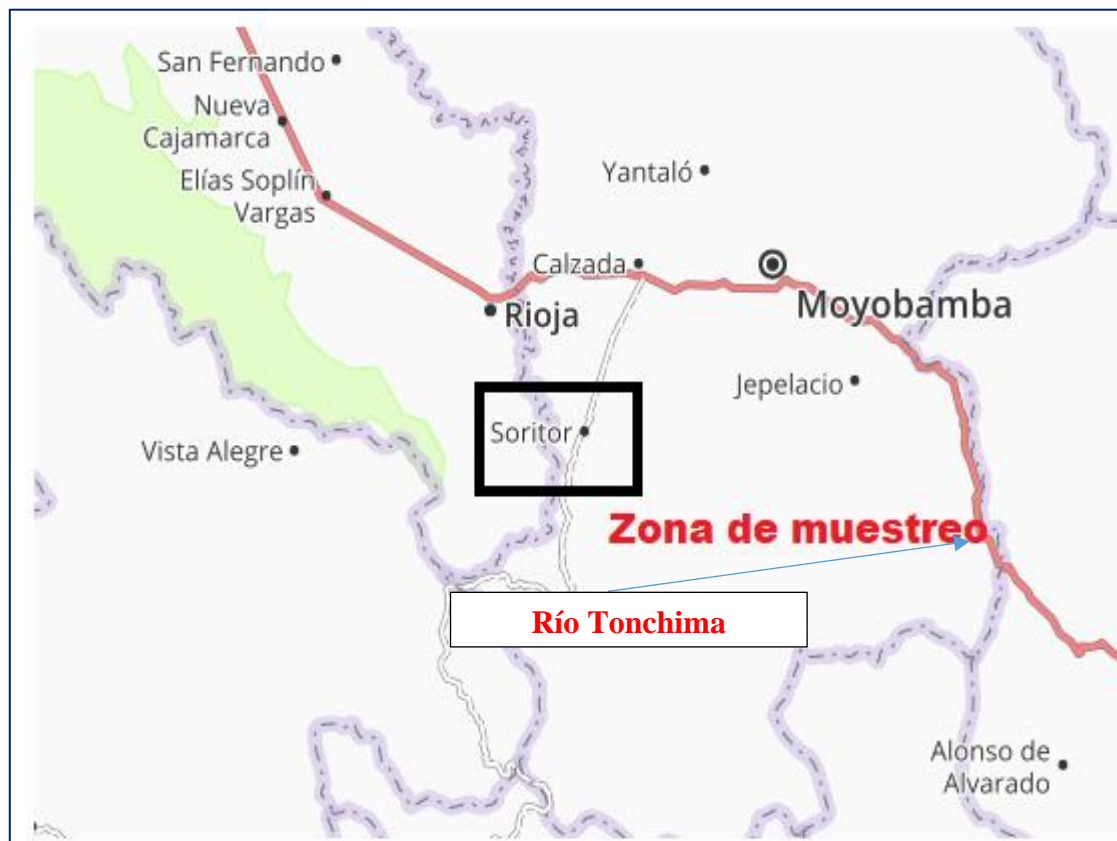 San Fernando
Nueva
Cajamarca
Elías Soplín
Vargas
Yantaló
Calzada
Moyobamba
Rioja
Jepelacio
Soritor
Vista Alegre
Zona de muestreo
Río Tonchima
Alonso de
Alvarado